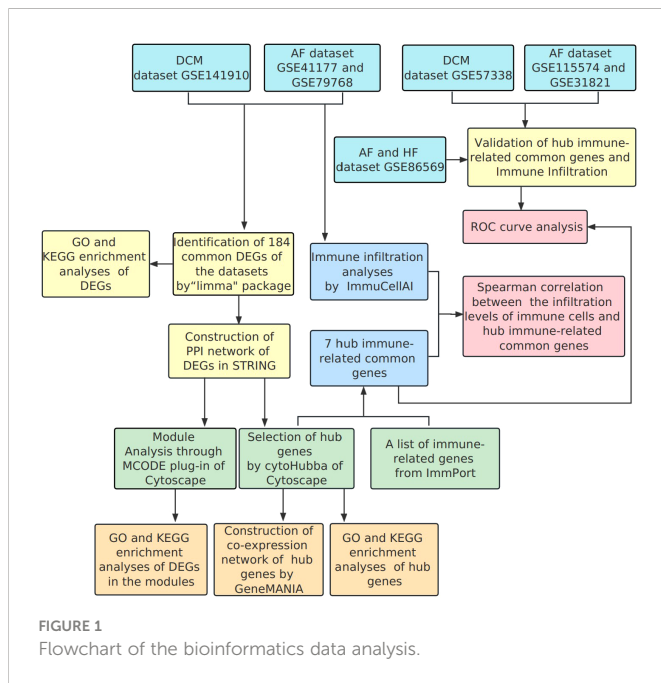 DCM
dataset GSE141910
AF dataset
GSE41177 and
GSE79768
DCM
dataset GSE57338
AF dataset
GSE115574 and
GSE31821
AF and HF
dataset GSE86569
Validation of hub immune-
related common genes and
Immune Infiltration
ROC curve analysis
GO and
KEGG enrichment
analyses of
DEGs
Identification of 184
common DEGs of
the datasets
by“limma" package
Immune infiltration
analyses
by ImmuCellAI
Spearman correlation
between the infiltration
levels of immune cells and
hub immune-related
common genes
Construction of
PPI network of
DEGs in STRING
7 hub immune-
related common
genes
Module
Analysis through
MCODE plug-in of
Cytoscape
Selection of hub
genes
by cytoHubba of
Cytoscape
A list of immune-
related genes
from ImmPort
GO and KEGG
enrichment
analyses of DEGs
in the modules
Construction of
co-expression
network of hub
genes by
GeneMANIA
GO and KEGG
enrichment
analyses of hub
genes
FIGURE 1
Flowchart of the bioinformatics data analysis.